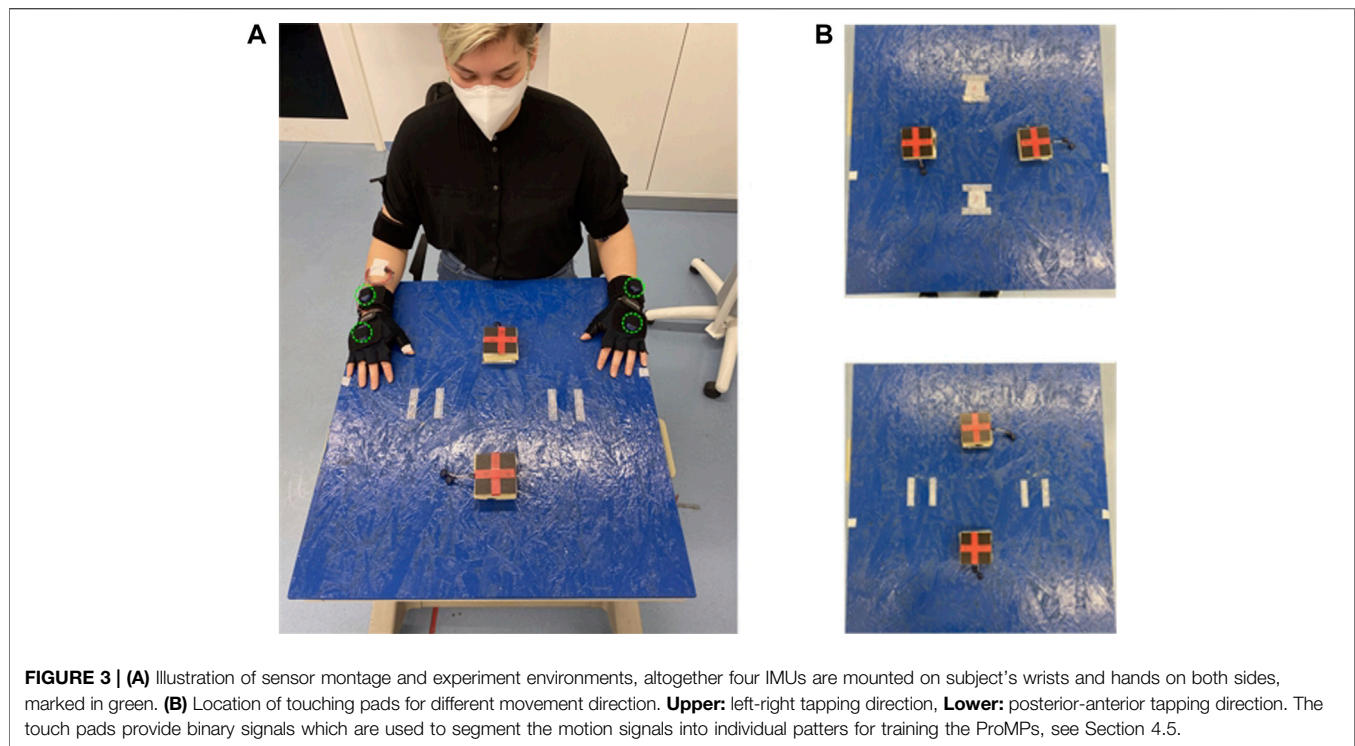 A
B
FIGURE 3 | (A) Illustration of sensor montage and experiment environments, altogether four IMUs are mounted on subject's wrists and hands on both sides,
marked in green. (B) Location of touching pads for different movement direction. Upper: left-right tapping direction, Lower: posterior-anterior tapping direction. The
touch pads provide binary signals which are used to segment the motion signals into individual patters for training the ProMPs, see Section 4.5.